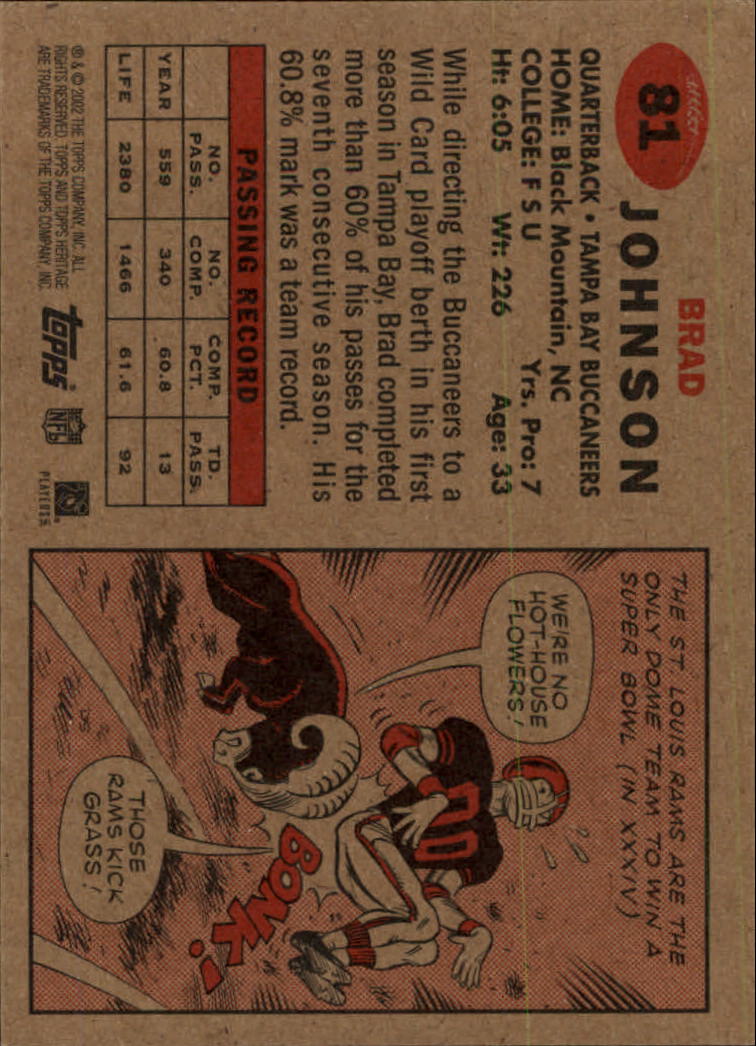 81
BRAD
JOHNSON
QUARTERBACK • TAMPA BAY BUCCANEERS
HOME: Black Mountain, NC
COLLEGE: F S U Yrs. Pro: 7
Ht: 6:05 Wt: 226 Age: 33
While directing the Buccaneers to a
Wild Card playoff berth in his first
season in Tampa Bay, Brad completed
more than 60% of his passes for the
seventh consecutive season. His
60.8% mark was a team record.
PASSING RECORD
NO. PASS. NO. COMP. COMP. PCT. TD. PASS.
YEAR 559 340 60.8 13
LIFE 2380 1466 61.6 92
® & © 2002 THE TOPPS COMPANY, INC. ALL
RIGHTS RESERVED. TOPPS AND TOPPS HERITAGE
ARE TRADEMARKS OF THE TOPPS COMPANY, INC.
topps®
NFL
PLAYERS
THE ST. LOUIS RAMS ARE THE
ONLY DOME TEAM TO WIN A
SUPER BOWL (IN XXXIV)
WE'RE NO
HOT-HOUSE
FLOWERS!
BONK!
THOSE
RAMS KICK
GRASS!